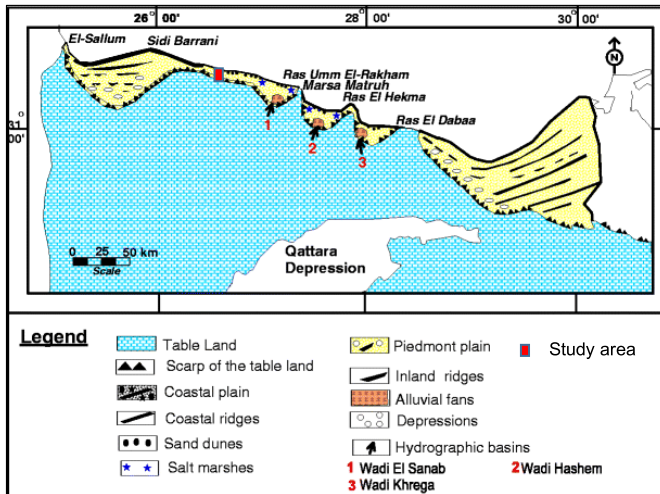 26 00' 28 00' 30 00'
El-Sallum Sidi Barrani
N
Ras Umm El-Rakham
Marsa Matruh
Ras El Hekma
Ras El Dabaa
31
00'
1
2
3
0 25 50 km
Scale
Qattara
Depression
Legend
Table Land
Scarp of the table land
Coastal plain
Coastal ridges
Sand dunes
Salt marshes
Piedmont plain
Study area
Inland ridges
Alluvial fans
Depressions
Hydrographic basins
1 Wadi El Sanab 2 Wadi Hashem
3 Wadi Khrega